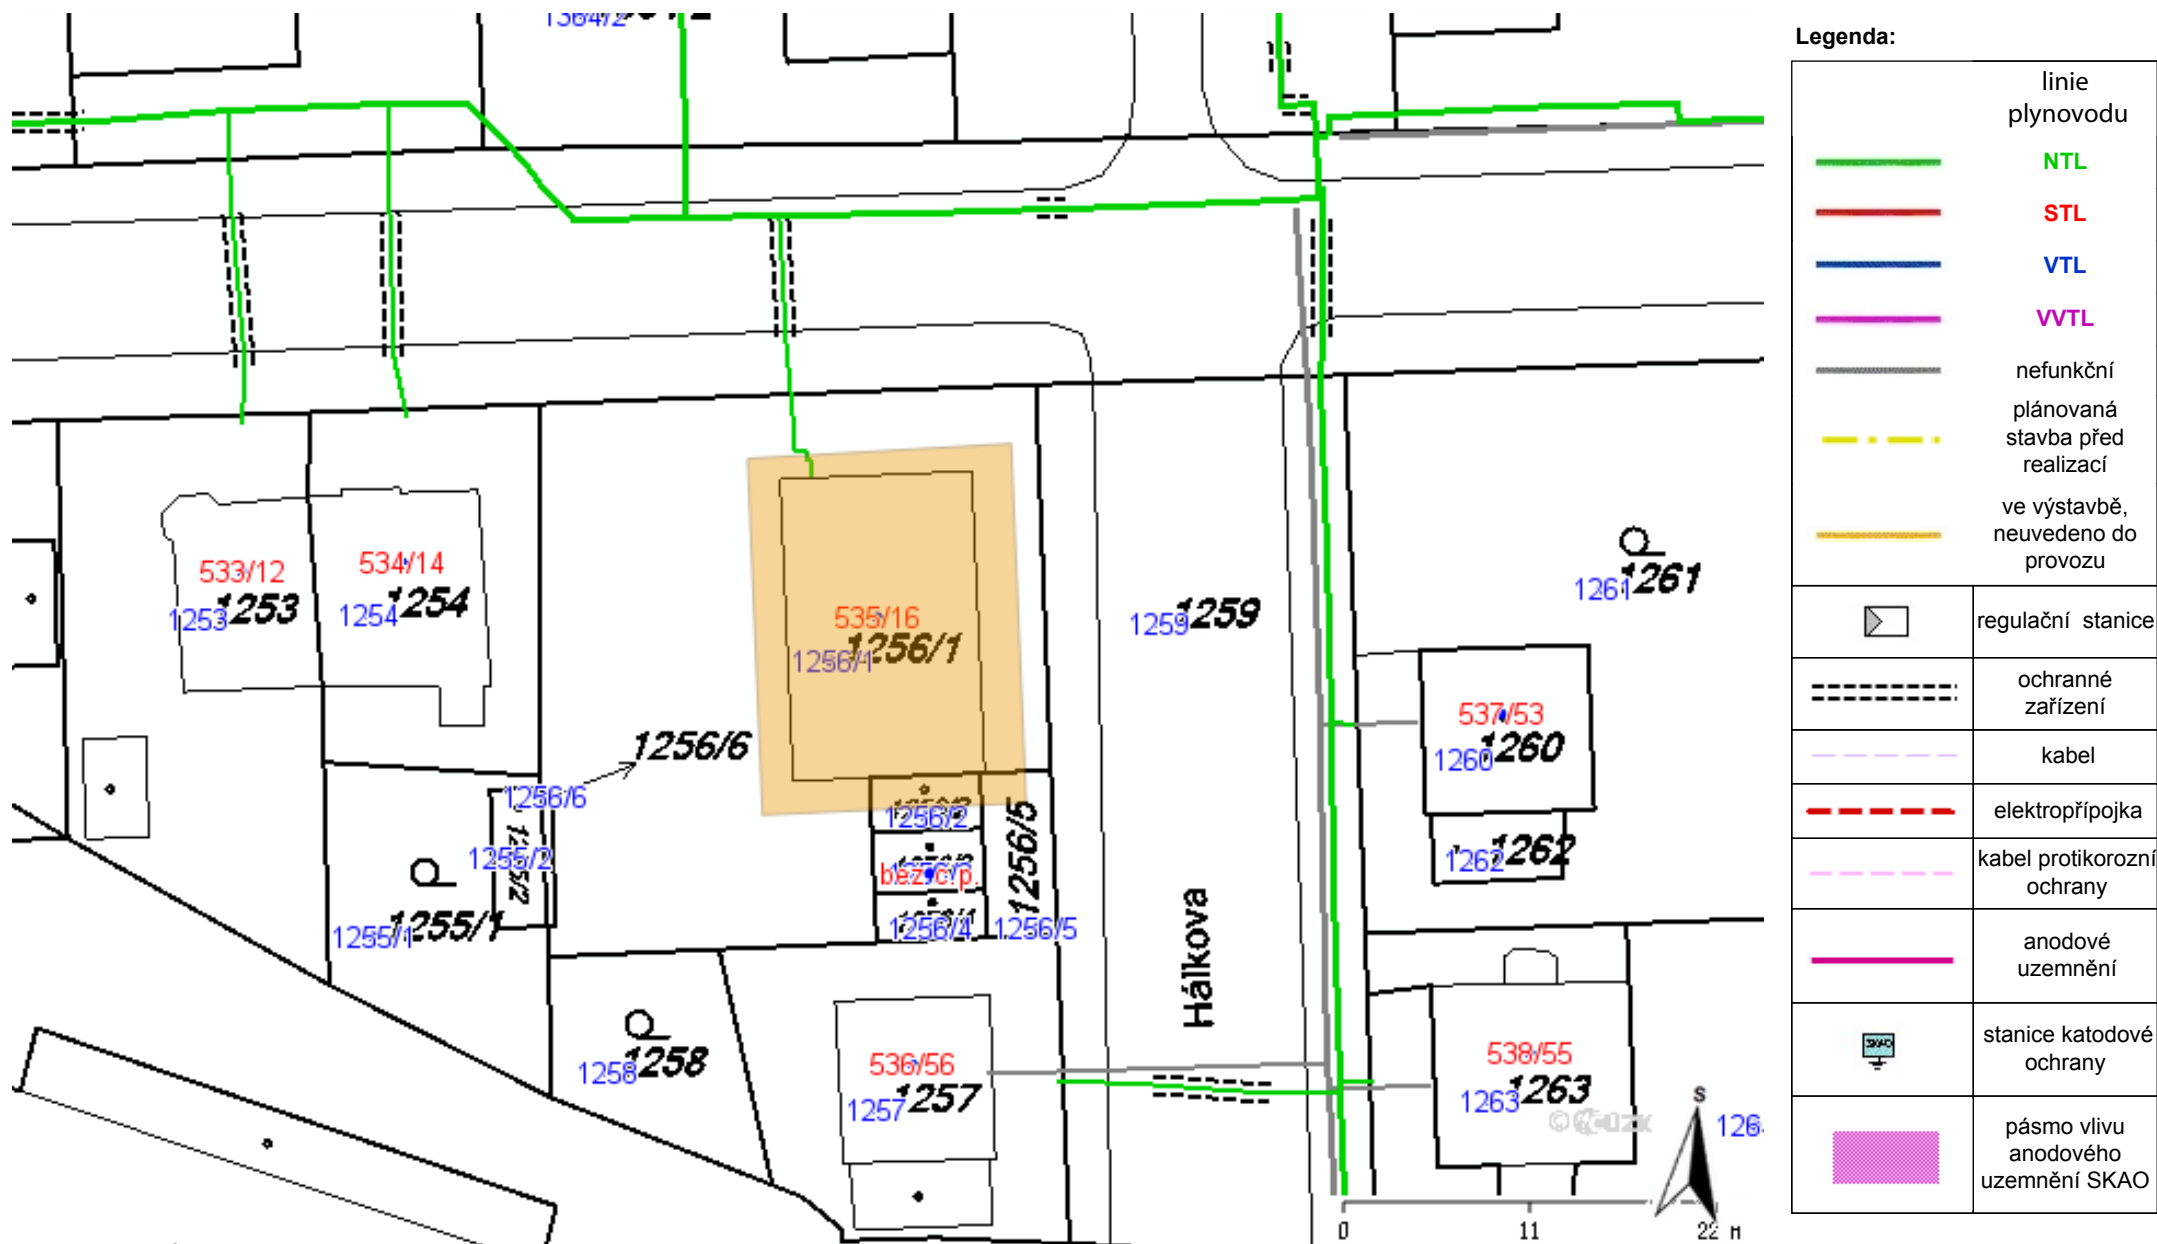 1364/2
Legenda:
linie
plynovodu
NTL
STL
VTL
VVTL
nefunkční
plánovaná
stavba před
realizací
ve výstavbě,
neuvedeno do
provozu
regulační stanice
ochranné
zařízení
kabel
elektropřípojka
kabel protikorozní
ochrany
anodové
uzemnění
SKAO
stanice katodové
ochrany
pásmo vlivu
anodového
uzemnění SKAO
533/12
1253 1253
534/14
1254 1254
535/16
1256/1
1256/1
1259 1259
1261 1261
537/53
1260
1260
1256/6
1256/6
1255/2
1255/2
1256/2
bez č.p.
1256/4
1256/5
1256/5
1262 1262
1255/1 1255/1
Hálkova
536/56
1257 1257
1258 1258
538/55
1263 1263
S
0 11 22 M